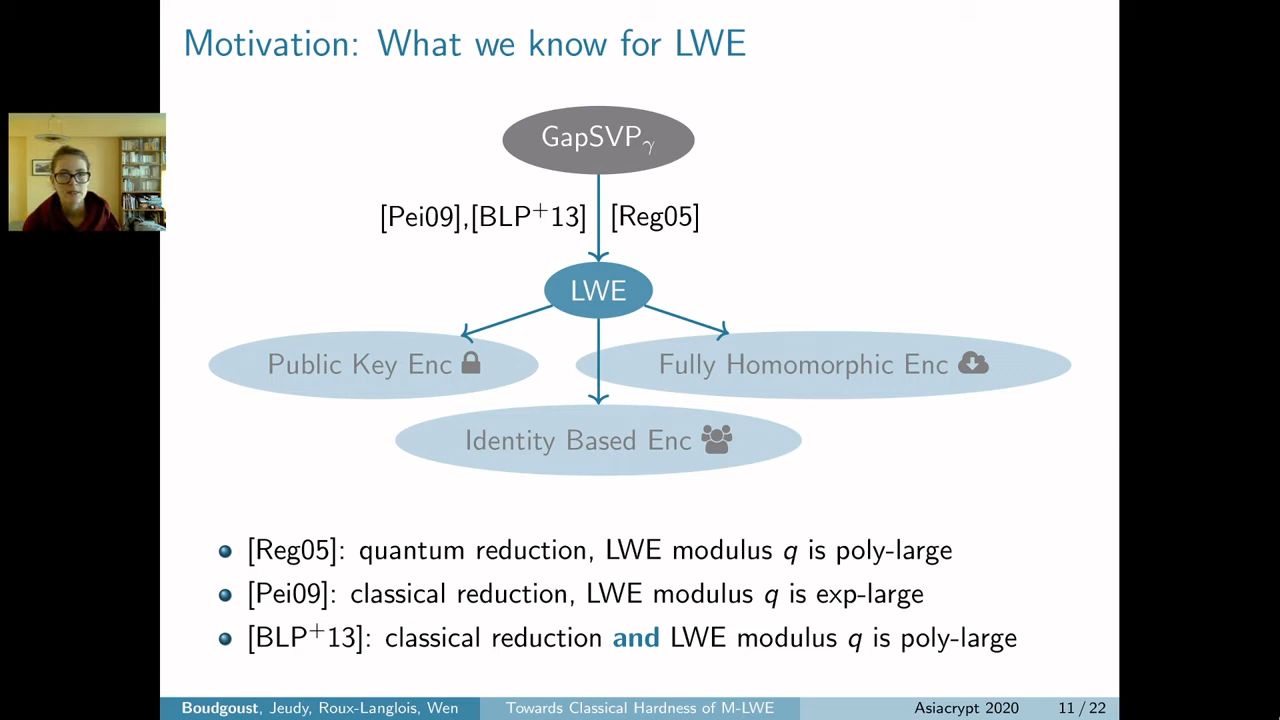 Motivation: What we know for LWE
GapSVPγ
[Pei09],[BLP+13] [Reg05]
LWE
Public Key Enc
Fully Homomorphic Enc
Identity Based Enc
[Reg05]: quantum reduction, LWE modulus q is poly-large
[Pei09]: classical reduction, LWE modulus q is exp-large
[BLP+13]: classical reduction and LWE modulus q is poly-large
Boudgoust, Jeudy, Roux-Langlois, Wen Towards Classical Hardness of M-LWE Asiacrypt 2020 11 / 22